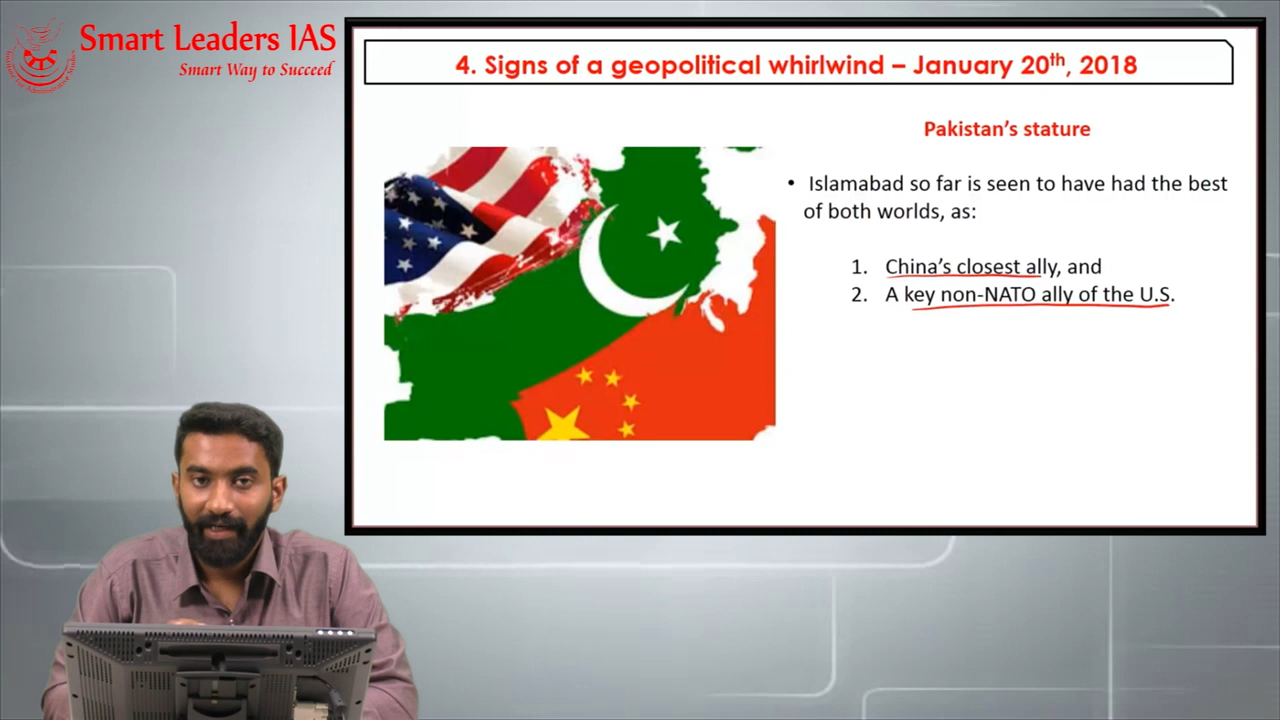 Smart Leaders IAS
Smart Way to Succeed
4. Signs of a geopolitical whirlwind – January 20th, 2018
Pakistan’s stature
• Islamabad so far is seen to have had the best
of both worlds, as:
1. China’s closest ally, and
2. A key non-NATO ally of the U.S.